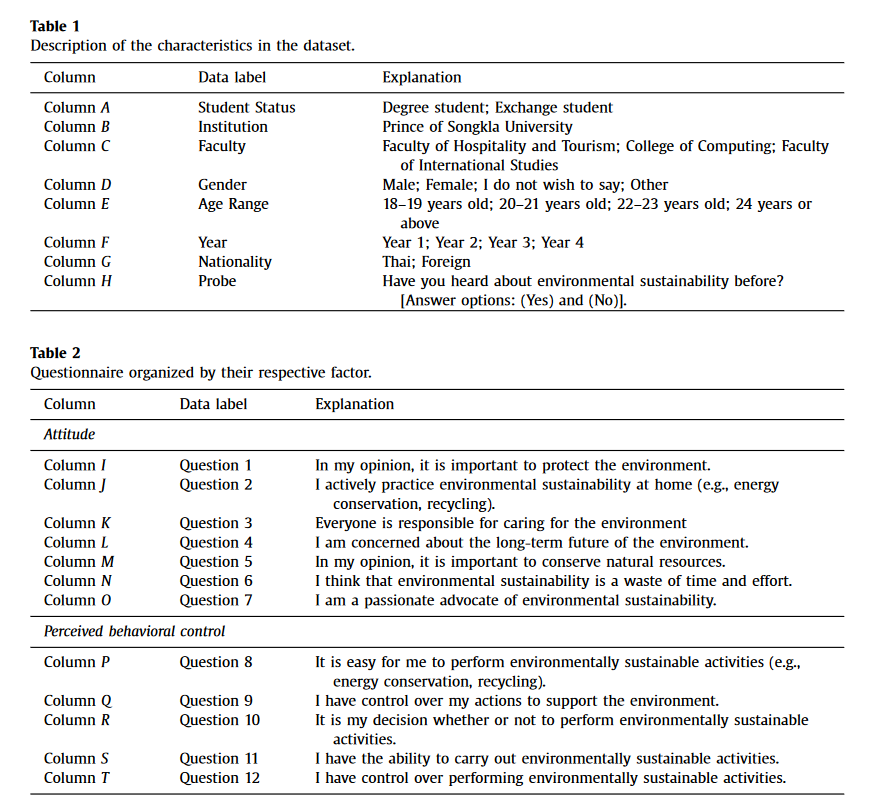 Table 1
Description of the characteristics in the dataset.
Column Data label Explanation
Column A Student Status Degree student; Exchange student
Column B Institution Prince of Songkla University
Column C Faculty Faculty of Hospitality and Tourism; College of Computing; Faculty
of International Studies
Column D Gender Male; Female; I do not wish to say; Other
Column E Age Range 18–19 years old; 20–21 years old; 22–23 years old; 24 years or
above
Column F Year Year 1; Year 2; Year 3; Year 4
Column G Nationality Thai; Foreign
Column H Probe Have you heard about environmental sustainability before?
[Answer options: (Yes) and (No)].
Table 2
Questionnaire organized by their respective factor.
Column Data label Explanation
Attitude
Column I Question 1 In my opinion, it is important to protect the environment.
Column J Question 2 I actively practice environmental sustainability at home (e.g., energy
conservation, recycling).
Column K Question 3 Everyone is responsible for caring for the environment
Column L Question 4 I am concerned about the long-term future of the environment.
Column M Question 5 In my opinion, it is important to conserve natural resources.
Column N Question 6 I think that environmental sustainability is a waste of time and effort.
Column O Question 7 I am a passionate advocate of environmental sustainability.
Perceived behavioral control
Column P Question 8 It is easy for me to perform environmentally sustainable activities (e.g.,
energy conservation, recycling).
Column Q Question 9 I have control over my actions to support the environment.
Column R Question 10 It is my decision whether or not to perform environmentally sustainable
activities.
Column S Question 11 I have the ability to carry out environmentally sustainable activities.
Column T Question 12 I have control over performing environmentally sustainable activities.